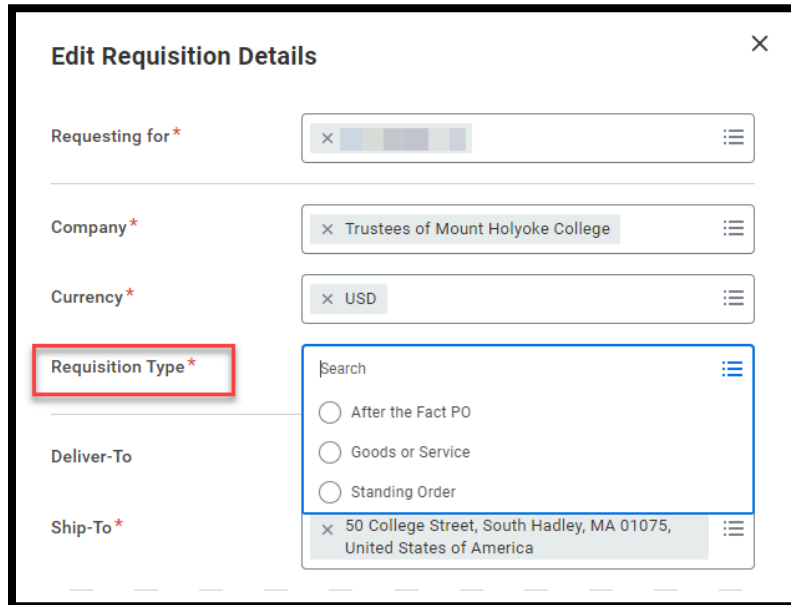 Edit Requisition Details
Requesting for*
Company*
Trustees of Mount Holyoke College
Currency*
USD
Requisition Type*
Search
After the Fact PO
Goods or Service
Standing Order
Deliver-To
Ship-To*
50 College Street, South Hadley, MA 01075,
United States of America